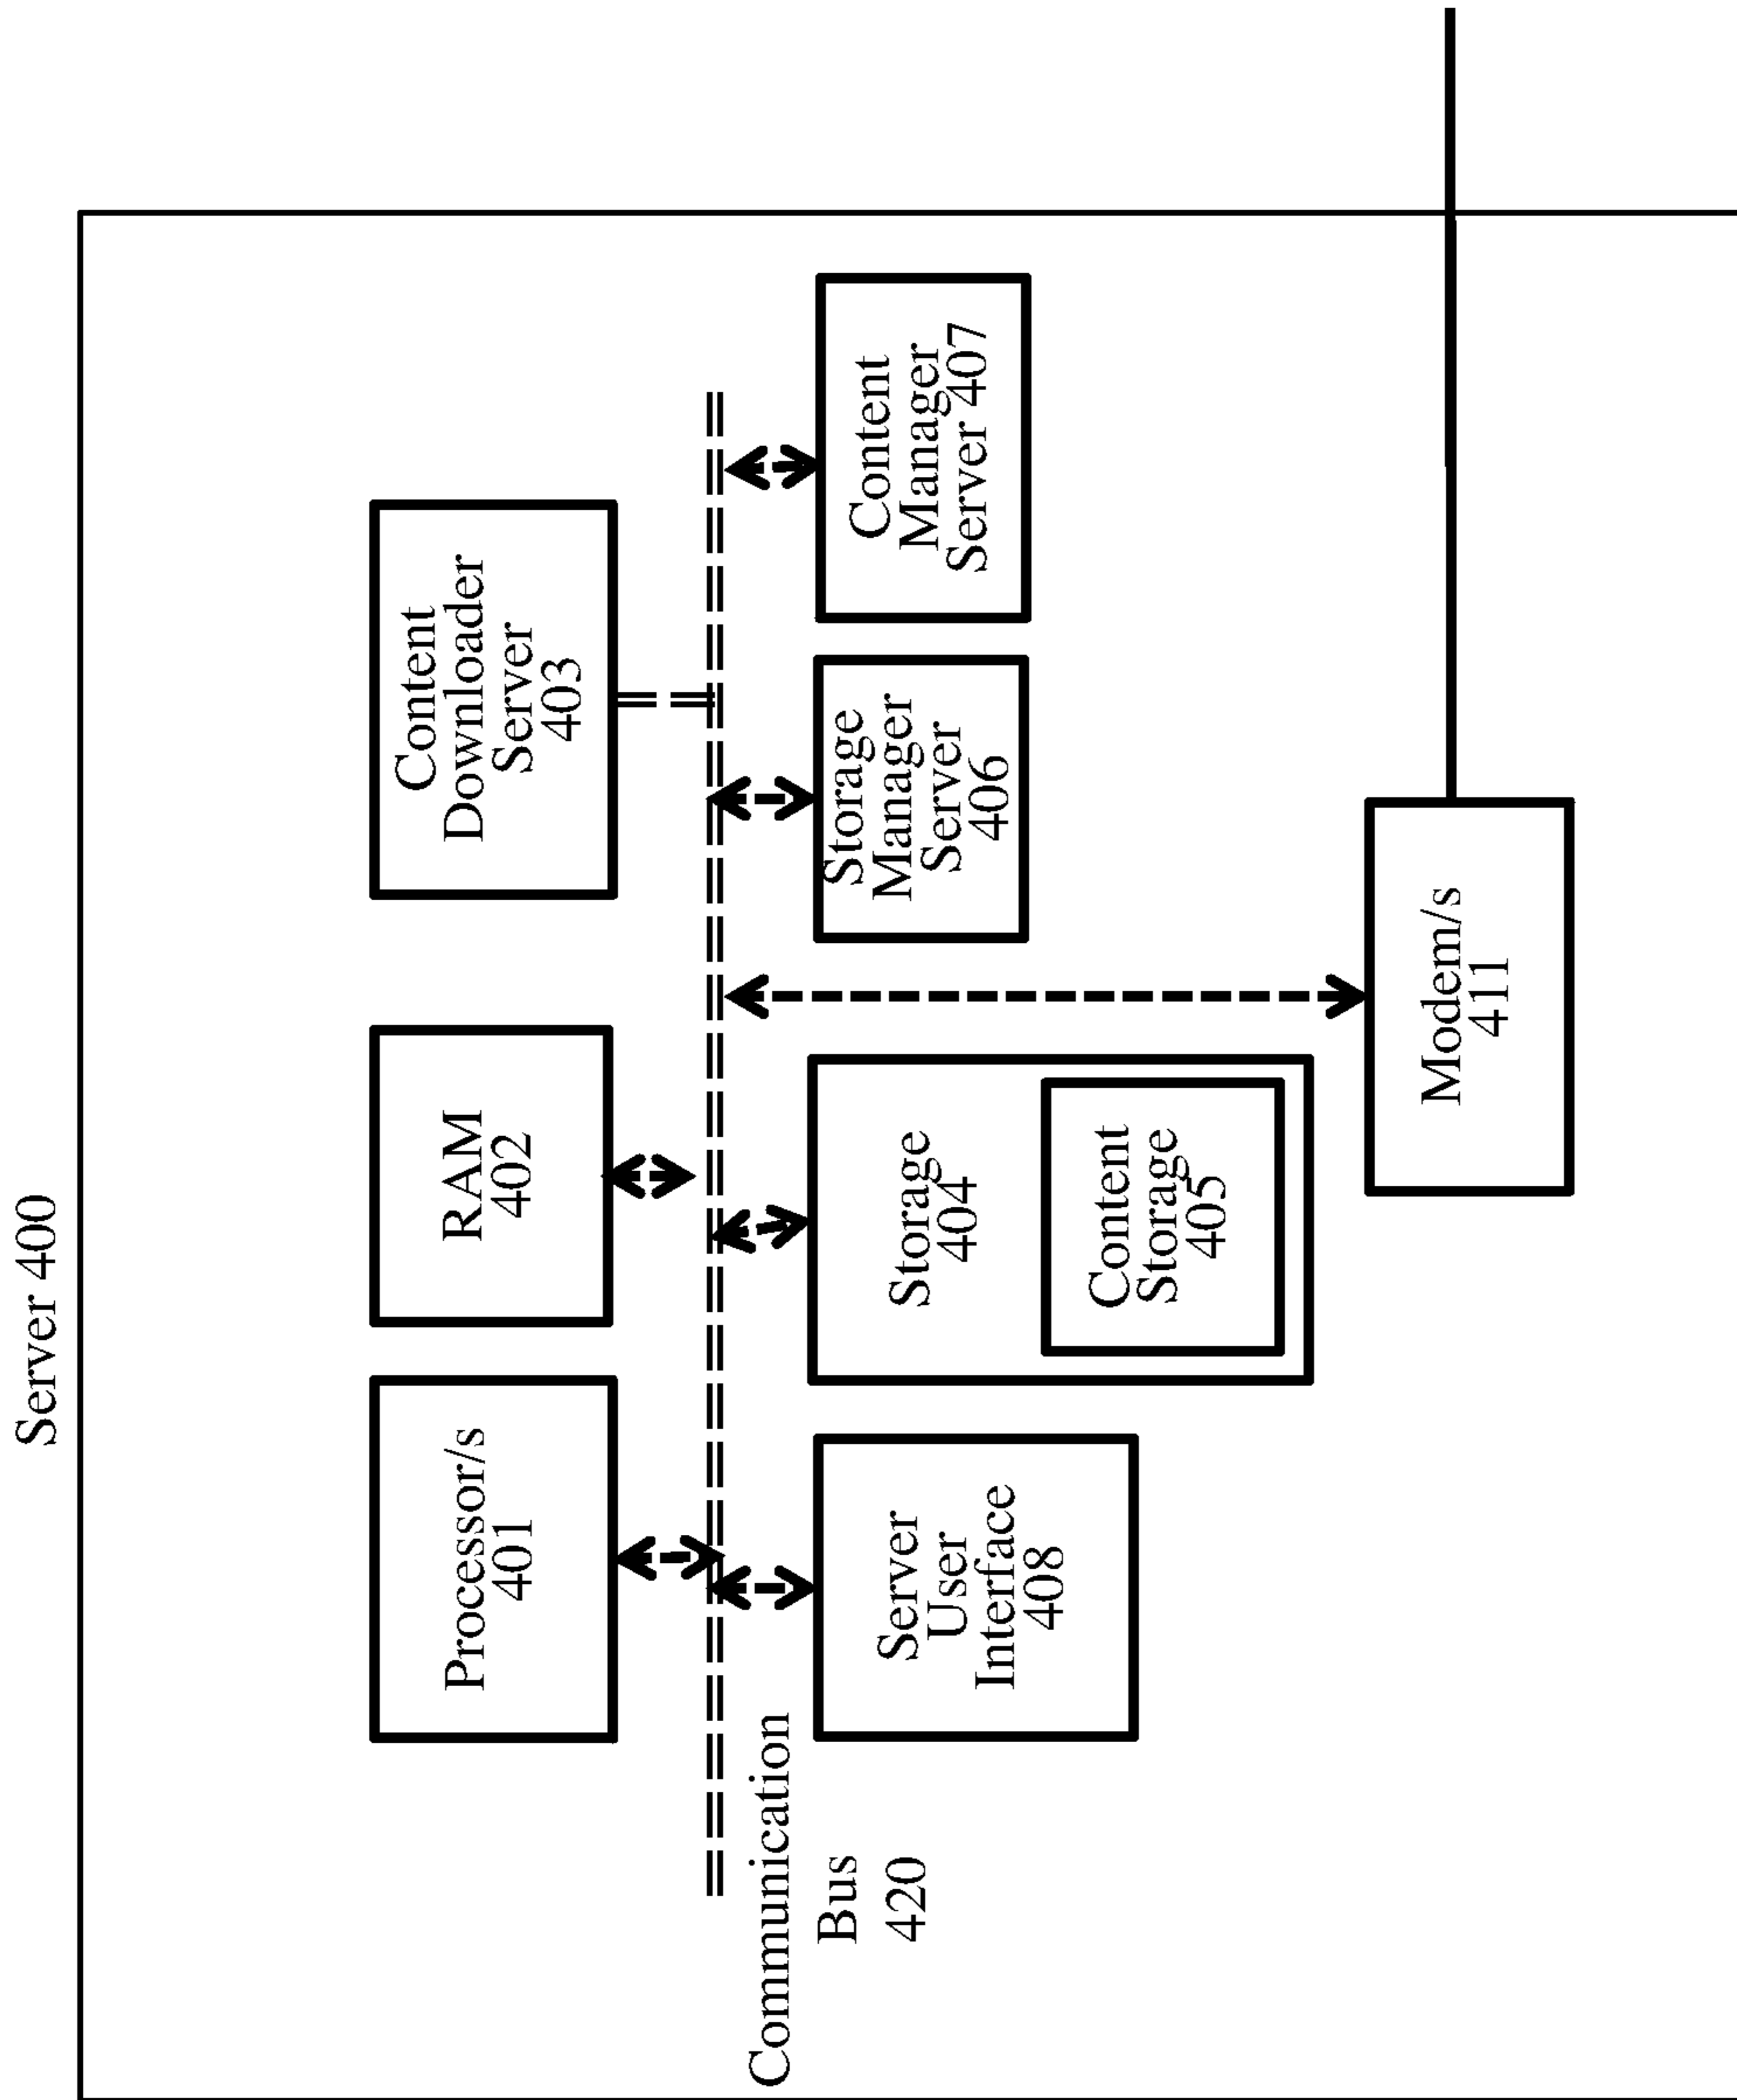 Server 400
Processor/s
401
RAM
402
Content
Downloader
Server
403
Communication
Bus
420
Server
User
Interface
408
Storage
404
Content
Storage
405
Storage
Manager
Server
406
Content
Manager
Server 407
Modem/s
411